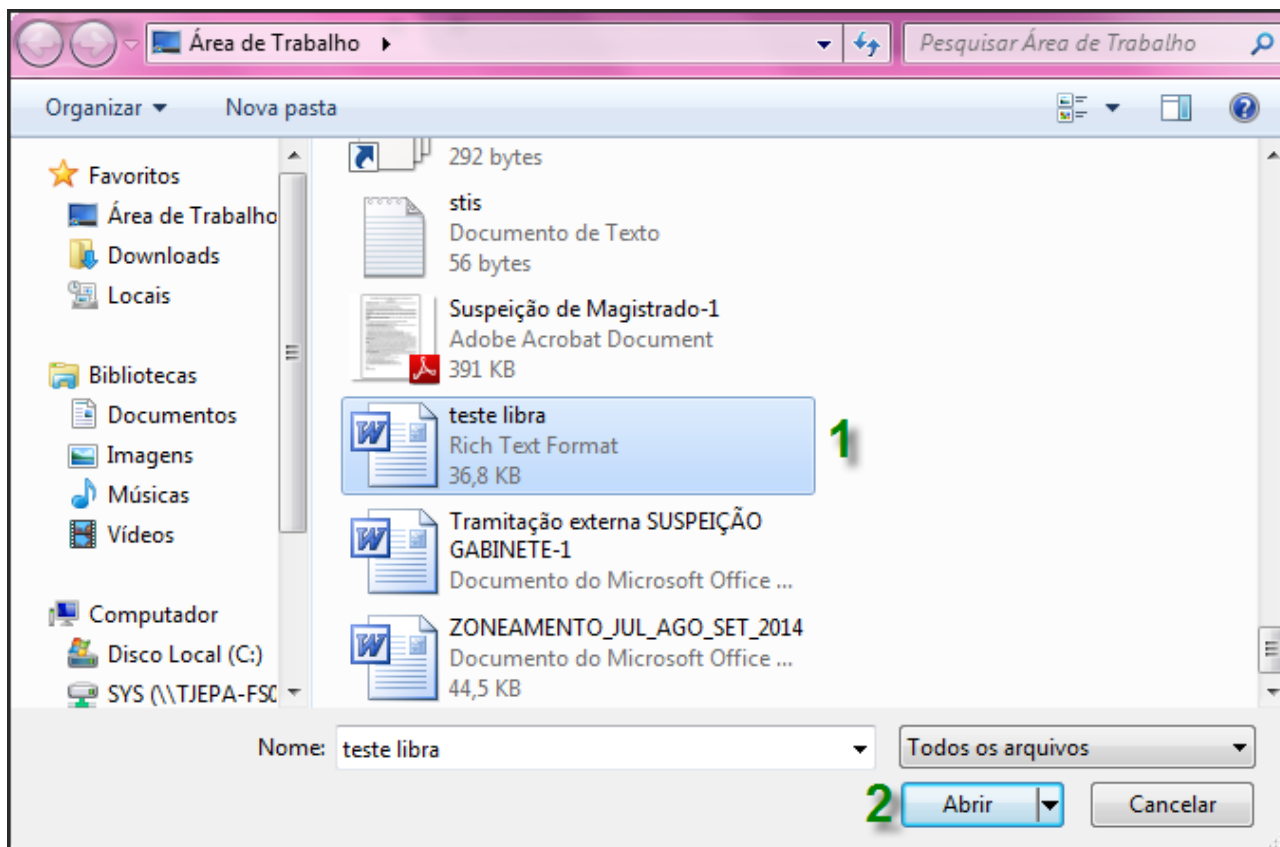 Área de Trabalho
Pesquisar Área de Trabalho
Organizar
Nova pasta
Favoritos
Área de Trabalho
Downloads
Locais
Bibliotecas
Documentos
Imagens
Músicas
Vídeos
Computador
Disco Local (C:)
SYS (\\TJEPA-FS0
292 bytes
stis
Documento de Texto
56 bytes
Suspeição de Magistrado-1
Adobe Acrobat Document
391 KB
teste libra
Rich Text Format
36,8 KB
1
Tramitação externa SUSPEIÇÃO
GABINETE-1
Documento do Microsoft Office ...
ZONEAMENTO_JUL_AGO_SET_2014
Documento do Microsoft Office ...
44,5 KB
Nome: teste libra
Todos os arquivos
2 Abrir
Cancelar